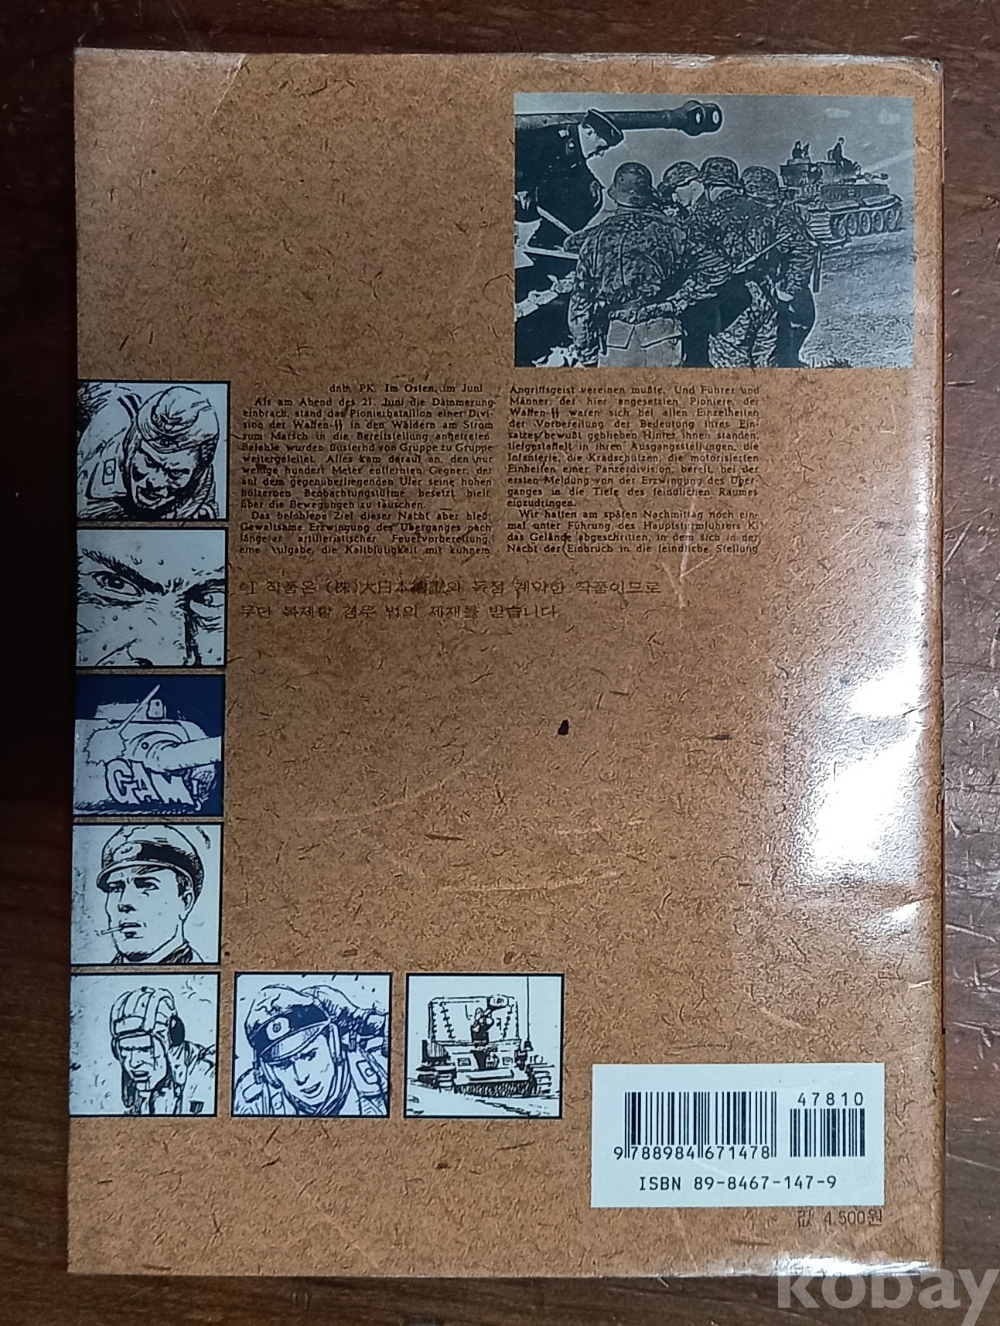 dnth PK. Im Osten, im Juni
Als am Abend des 21. Juni die Dämmerung
einbrach, stand das Pionierbataillon einer Divi
sion der Waffen-SS in den Wäldern am Strom
zum Marsch in die Bereitstellung angetreten.
Befehle wurden flüsternd von Gruppe zu Gruppe
weitergeleitet. Alles kam darauf an, den nur
wenige hundert Meter entfernten Gegner, der
auf dem gegenüberliegenden Ufer seine hohen
hölzernen Beobachtungstürme besetzt hielt,
über die Bewegungen zu täuschen.
Das befohlene Ziel dieser Nacht aber hieß:
Gewaltsame Erzwingung des Überganges nach
längerer artilleristischer Feuervorbereitung,
eine Aufgabe, die Kaltblütigkeit mit kühnem
Angriffsgeist vereinen mußte. Und Führer und
Männer der hier angesetzten Pioniere, der
Waffen-SS waren sich bei allen Einzelheiten
der Vorbereitung der Bedeutung ihres Ein
satzes bewußt geblieben Hinter ihnen standen,
tiefgestaffelt in ihren Ausgangsstellungen, die
Infanterie, die Kradschützen, die motorisierten
Einheiten einer Panzerdivision, bereit, bei der
ersten Meldung von der Erzwingung des Über
ganges in die Tiefe des feindlichen Raumes
einzudringen.
Wir hatten am späten Nachmittag noch ein
mal unter Führung des Hauptsturmführers K.
das Gelände abgeschritten, in dem sich in der
Nacht der Einbruch in die feindliche Stellung
이 작품은 (株)大日本繪畵와 독점 계약한 작품이므로
무단 복제할 경우 법의 제재를 받습니다.
GAM
47810
9 788984 671478
ISBN 89-8467-147-9
값 4,500원
kobay